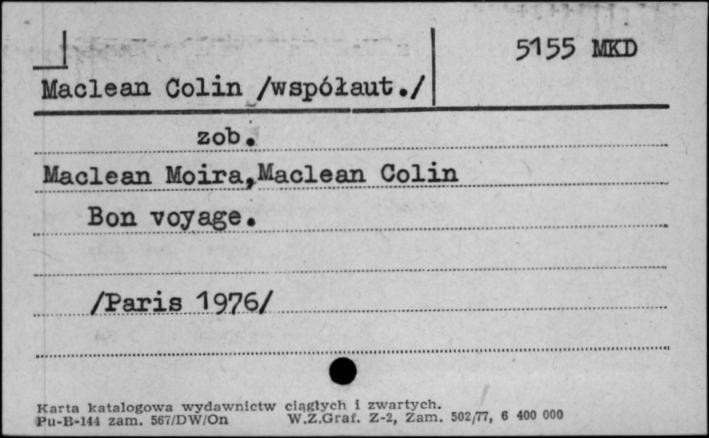 5155 MKD
Maclean Colin /współaut./
zob.
Maclean Moira,Maclean Colin
Bon voyage.
/Paris 1976/
Karta katalogowa wydawnictw ciągłych i zwartych.
Pu-B-144 zam. 567/DW/On W.Z.Graf. Z-2, Zam. 502/77, 6 400 000